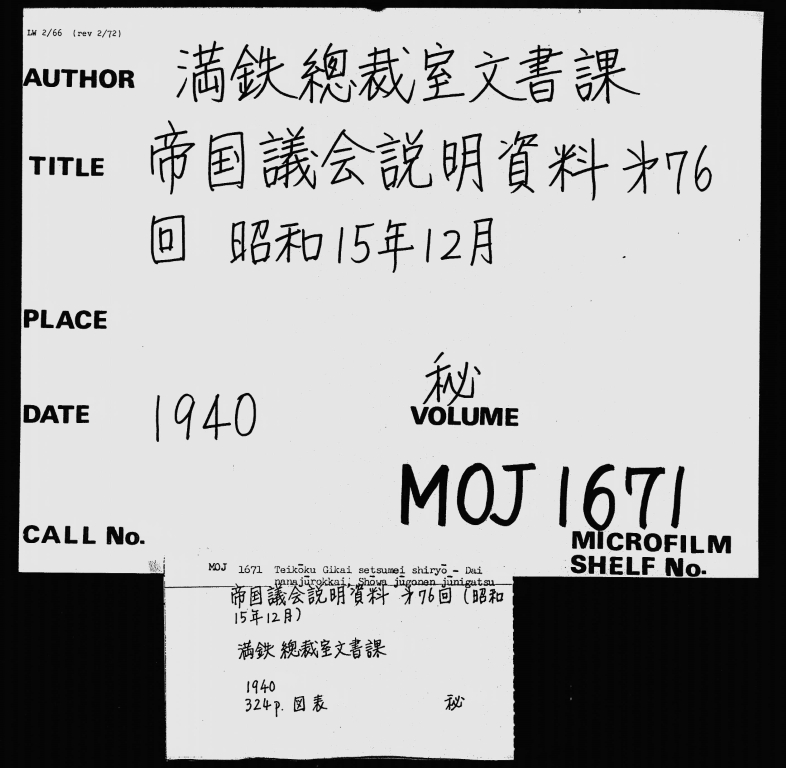 LW 2/66 (rev 2/72)
AUTHOR 満鉄總裁室文書課
TITLE 帝国議会説明資料 㐧76
回 昭和15年12月
PLACE
秘
DATE 1940
VOLUME
MOJ 1671
CALL No.
MICROFILM
SHELF No.
MOJ 1671 Teikōku Gikai setsumei shiryō - Dai
nanajūrokkai, Shōwa jūgonen jūnigatsu
帝国議会説明資料 㐧76回 (昭和
15年12月)
満鉄總裁室文書課
1940
324p. 図表 秘